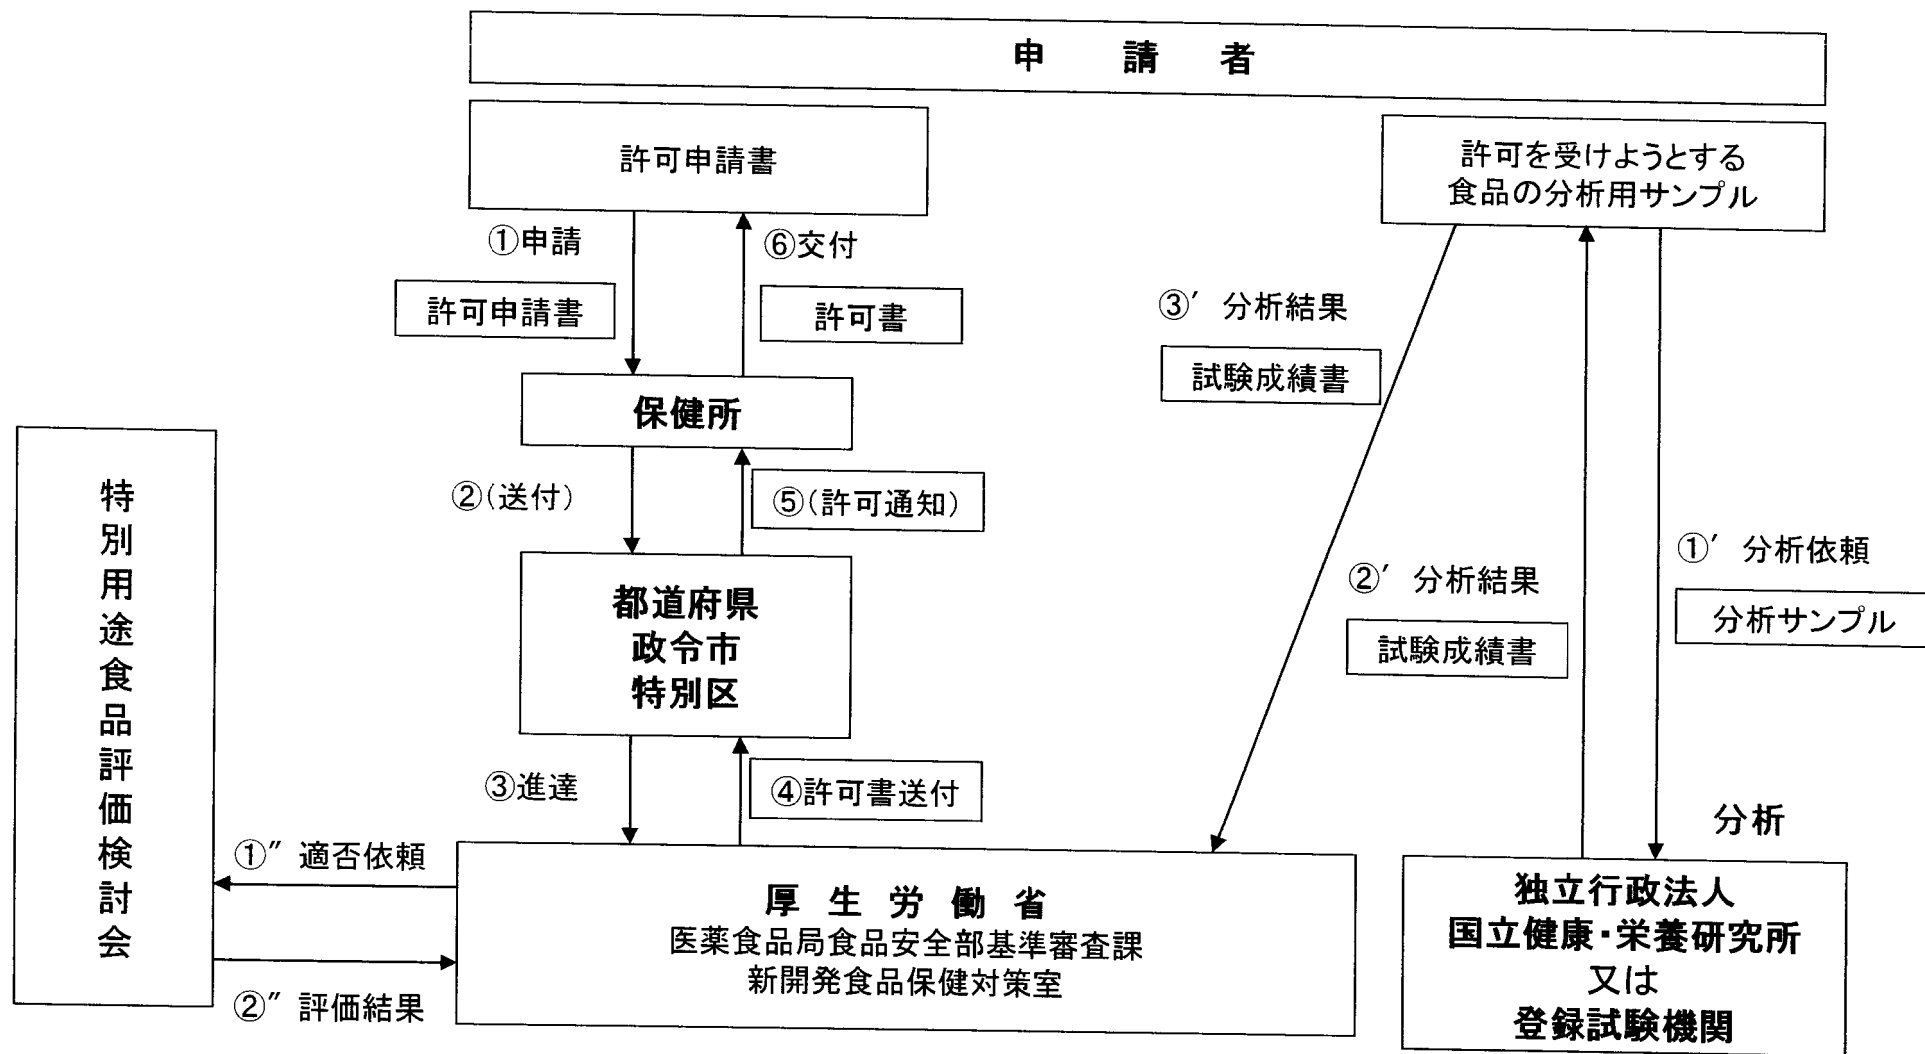 申請者
許可申請書
許可を受けようとする
食品の分析用サンプル
①申請
許可申請書
⑥交付
許可書
③′ 分析結果
試験成績書
保健所
②(送付)
⑤(許可通知)
①′ 分析依頼
分析サンプル
②′ 分析結果
試験成績書
都道府県
政令市
特別区
③進達
④許可書送付
分析
特別用途食品評価検討会
①″ 適否依頼
②″ 評価結果
厚生労働省
医薬食品局食品安全部基準審査課
新開発食品保健対策室
独立行政法人
国立健康・栄養研究所
又は
登録試験機関